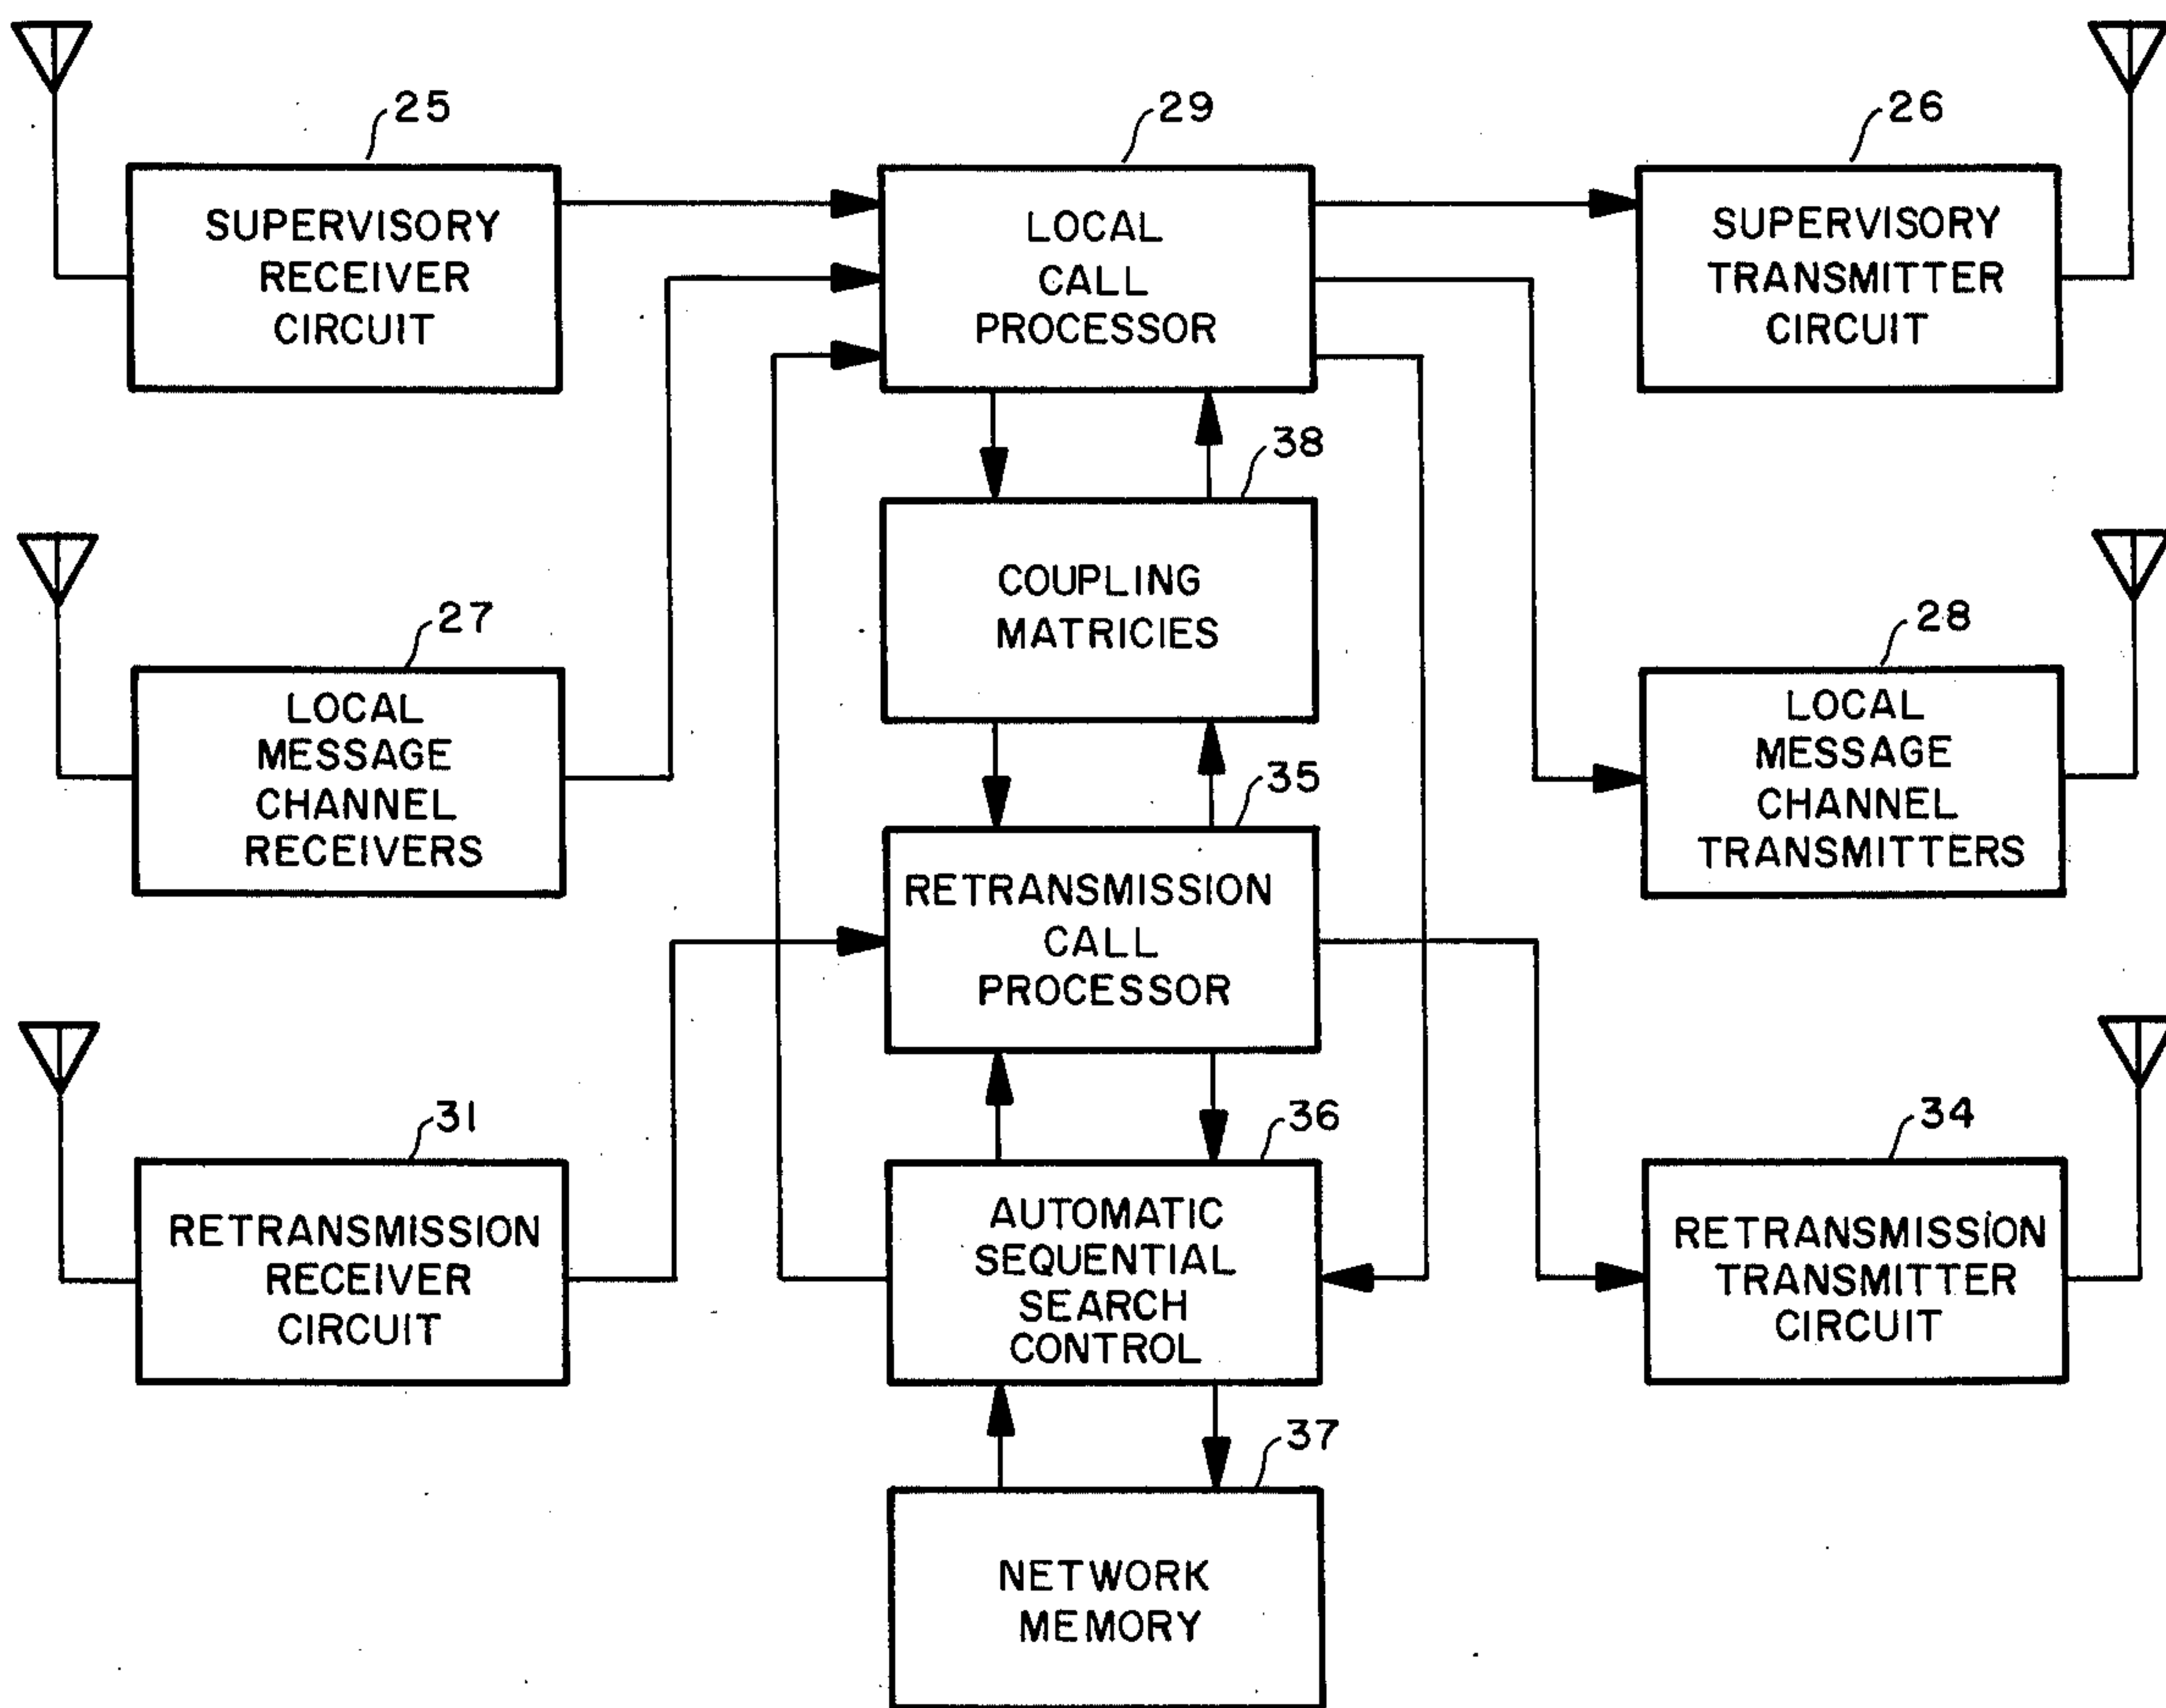 25
29
26
SUPERVISORY
RECEIVER
CIRCUIT
LOCAL
CALL
PROCESSOR
SUPERVISORY
TRANSMITTER
CIRCUIT
38
COUPLING
MATRICIES
27
LOCAL
MESSAGE
CHANNEL
RECEIVERS
28
LOCAL
MESSAGE
CHANNEL
TRANSMITTERS
35
RETRANSMISSION
CALL
PROCESSOR
31
RETRANSMISSION
RECEIVER
CIRCUIT
36
AUTOMATIC
SEQUENTIAL
SEARCH
CONTROL
34
RETRANSMISSION
TRANSMITTER
CIRCUIT
37
NETWORK
MEMORY